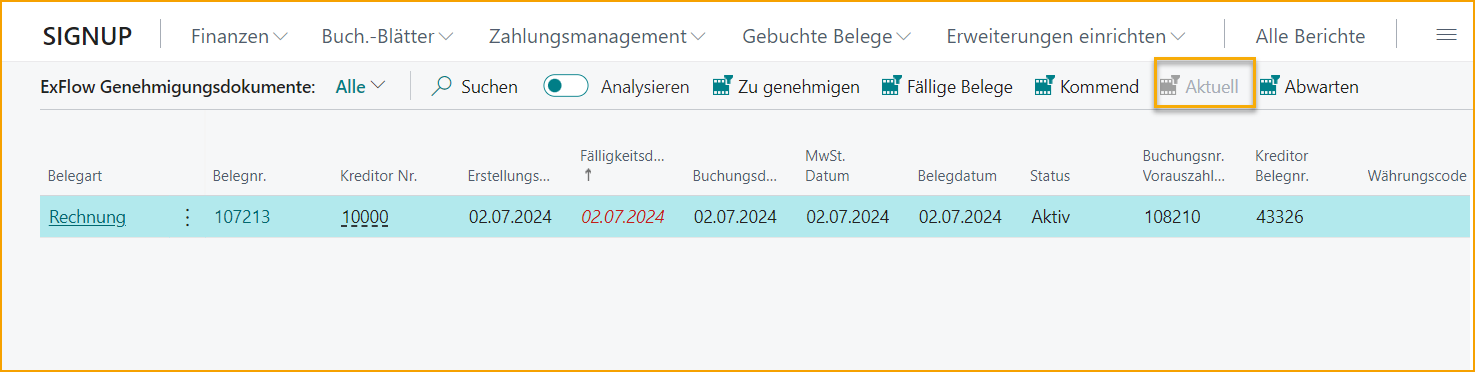 SIGNUP Finanzen Buch.-Blätter Zahlungsmanagement Gebuchte Belege Erweiterungen einrichten Alle Berichte
ExFlow Genehmigungsdokumente: Alle Suchen Analysieren Zu genehmigen Fällige Belege Kommend Aktuell Abwarten
Belegart Belegnr. Kreditor Nr. Erstellungs... Fälligkeitsd... ↑ Buchungsd... MwSt. Datum Belegdatum Status Buchungsnr. Vorauszahl... Kreditor Belegnr. Währungscode
Rechnung 107213 10000 02.07.2024 02.07.2024 02.07.2024 02.07.2024 02.07.2024 Aktiv 108210 43326